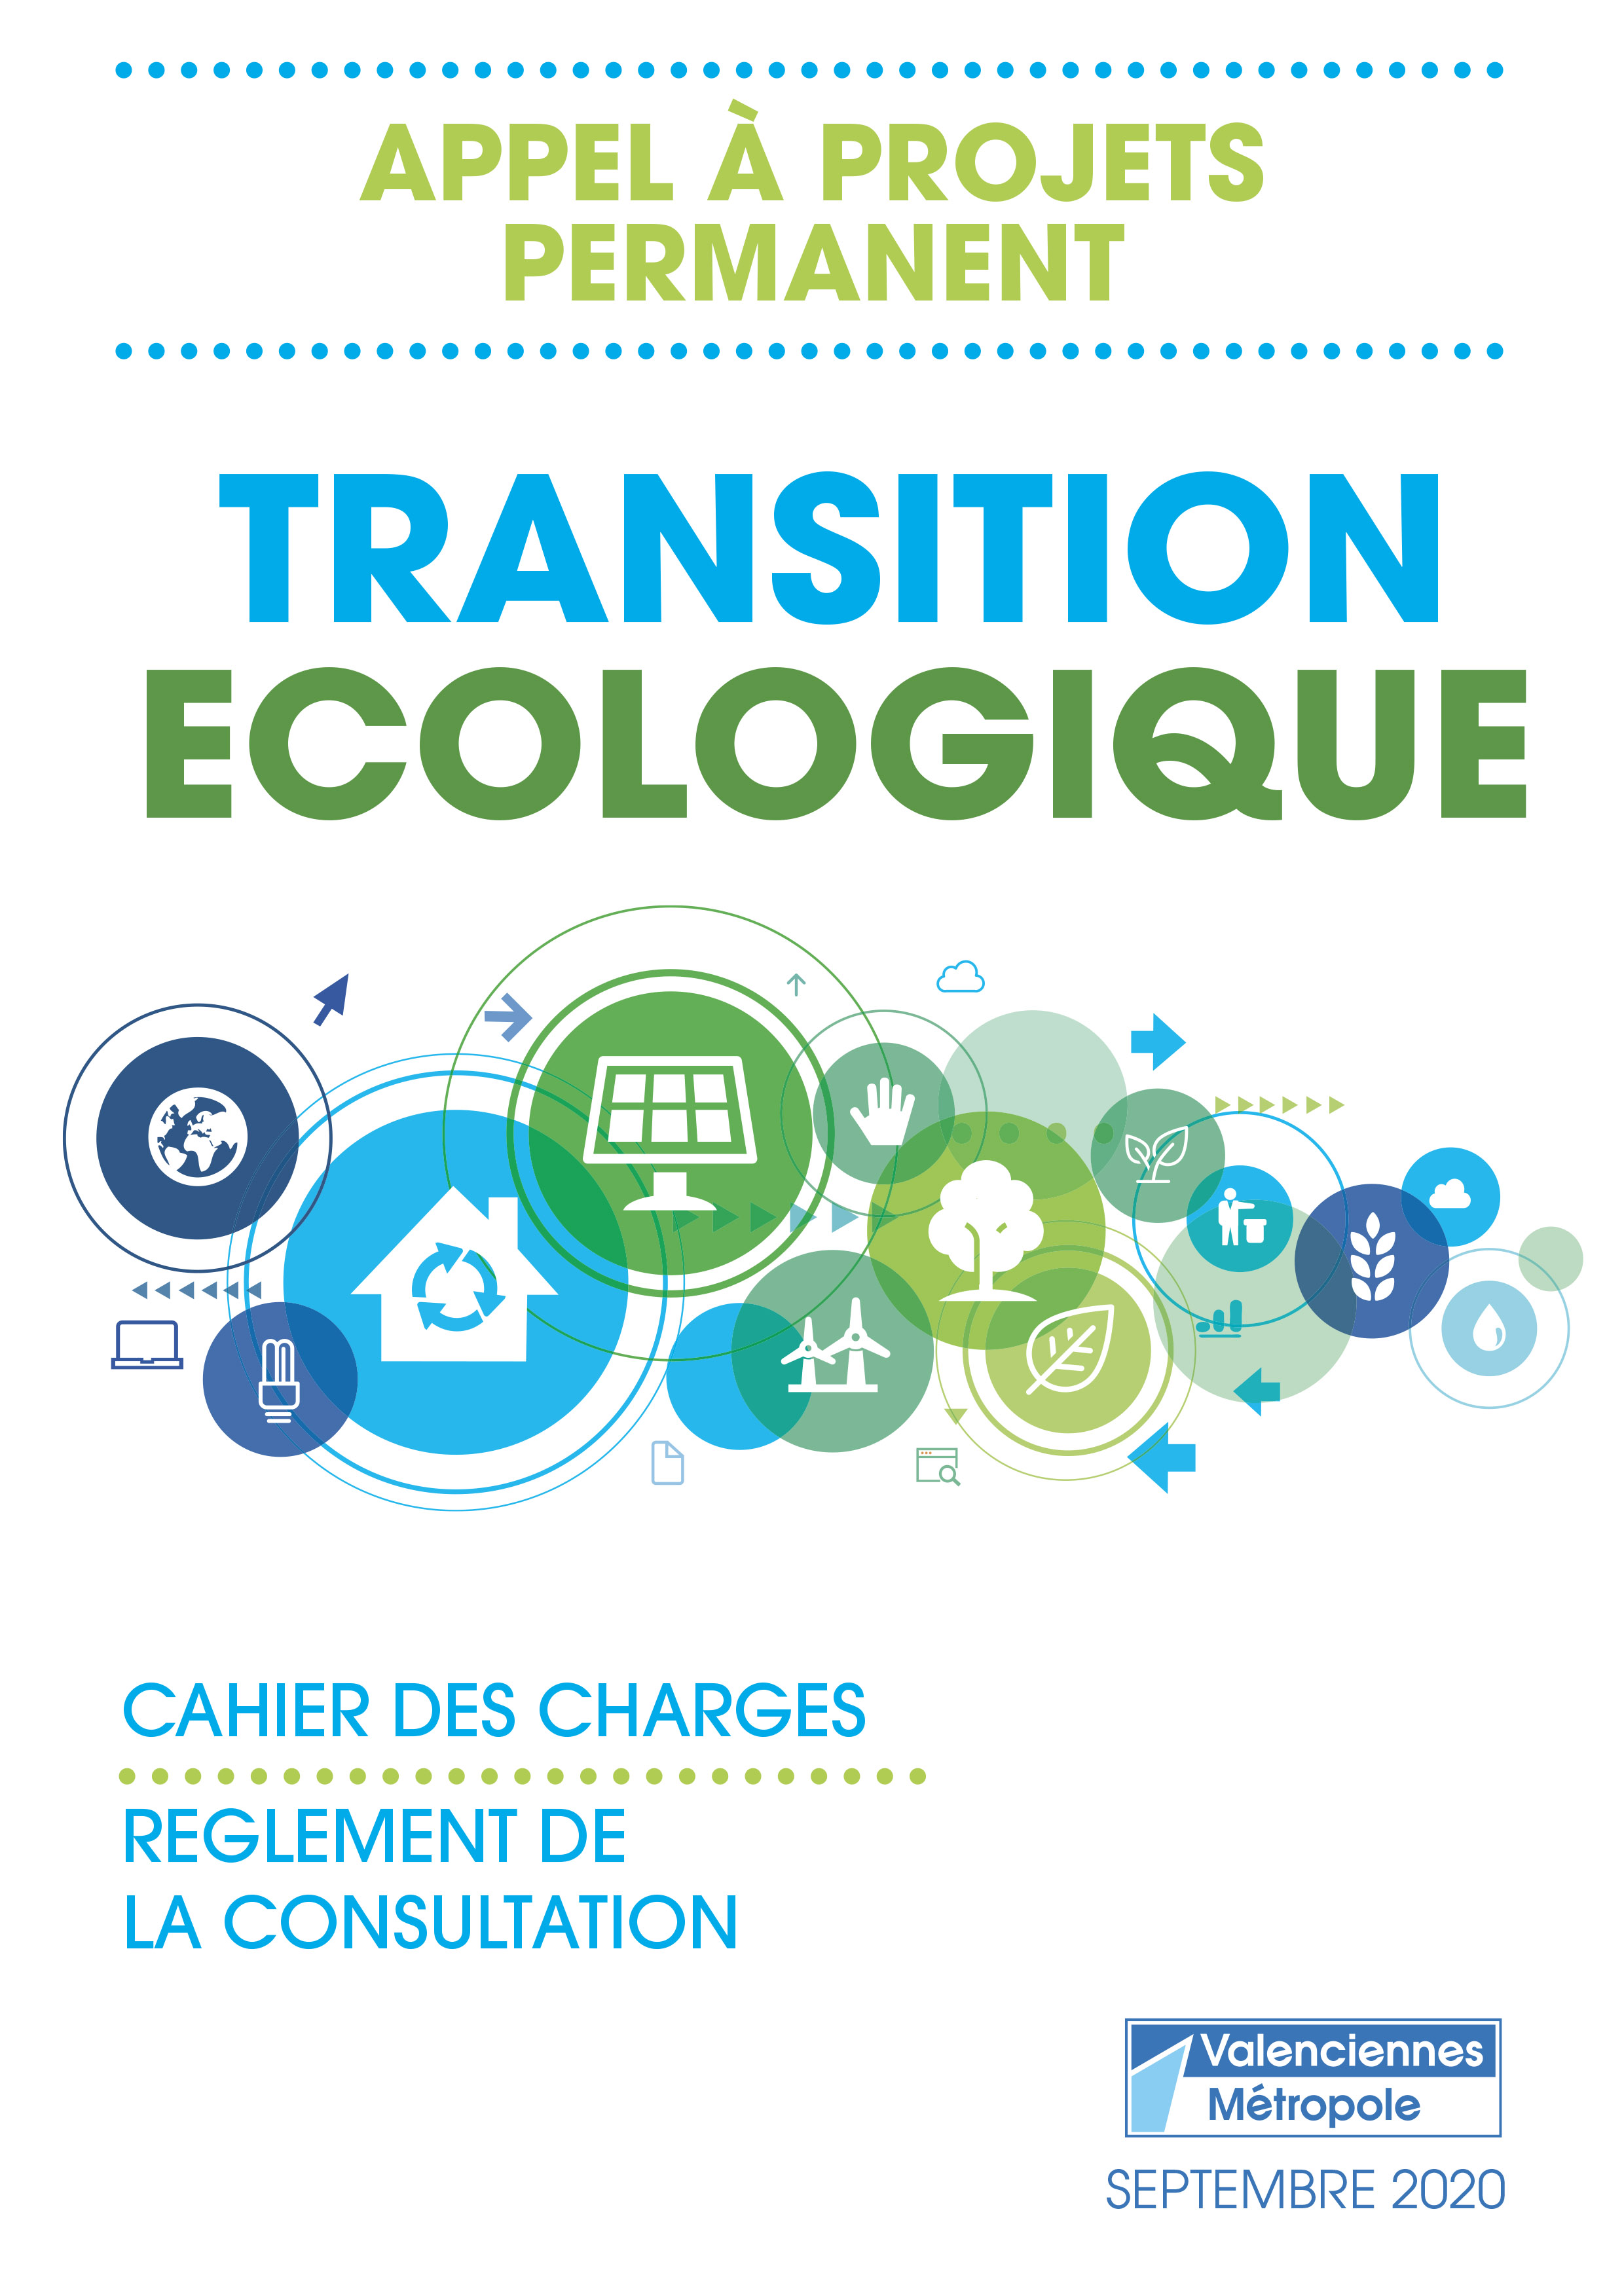 APPEL À PROJETS
PERMANENT
TRANSITION
ECOLOGIQUE
CAHIER DES CHARGES
REGLEMENT DE
LA CONSULTATION
Valenciennes
Métropole
SEPTEMBRE 2020